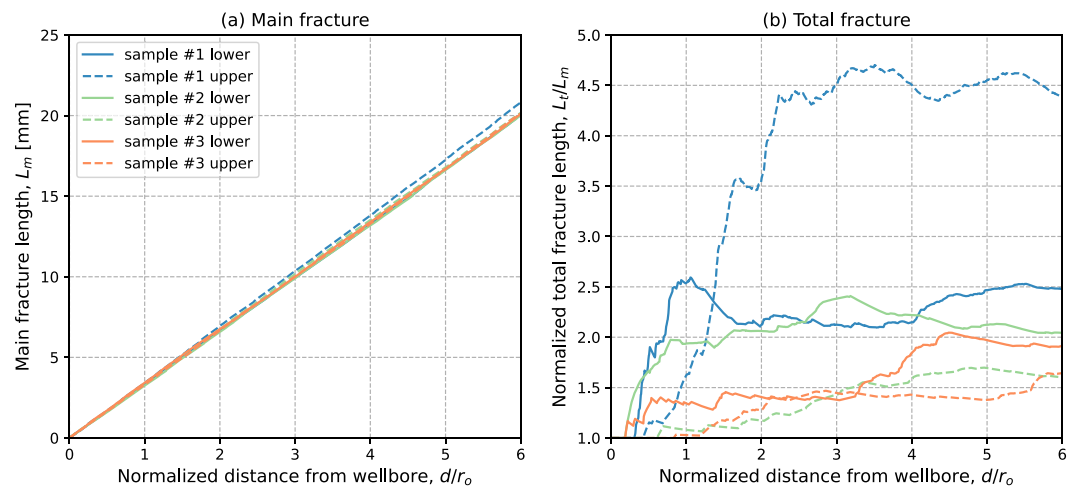 (a) Main fracture
25
20
15
10
5
0
0 1 2 3 4 5 6
Main fracture length, Lₘ [mm]
Normalized distance from wellbore, d/rₒ
sample #1 lower
sample #1 upper
sample #2 lower
sample #2 upper
sample #3 lower
sample #3 upper
(b) Total fracture
5.0
4.5
4.0
3.5
3.0
2.5
2.0
1.5
1.0
0 1 2 3 4 5 6
Normalized total fracture length, Lₜ/Lₘ
Normalized distance from wellbore, d/rₒ